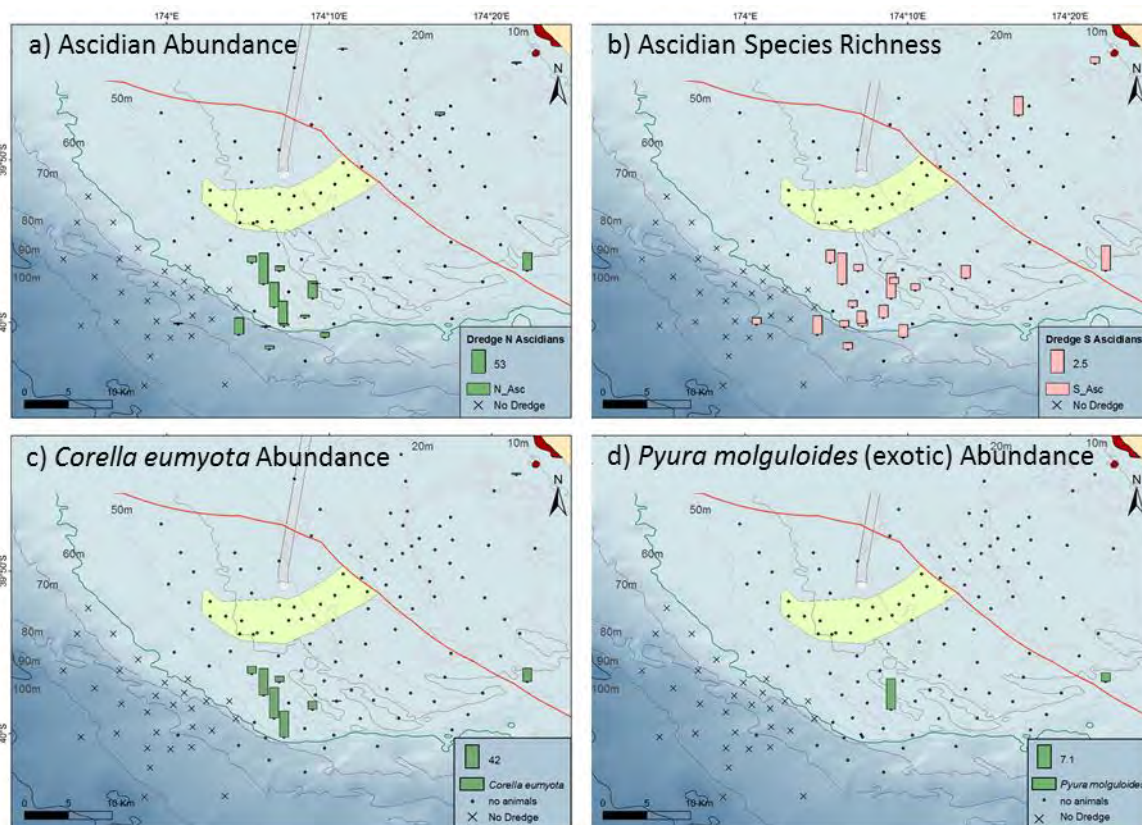 174°E
174°10'E
174°20'E
174°E
174°10'E
174°20'E
a) Ascidian Abundance
20m
10m
N
50m
60m
39°50'S
70m
80m
90m
100m
40°S
Dredge N Ascidians
53
N_Asc
No Dredge
0
5
10 Km
b) Ascidian Species Richness
20m
10m
N
50m
60m
70m
80m
90m
100m
Dredge S Ascidians
2.5
S_Asc
No Dredge
0
5
10 Km
c) Corella eumyota Abundance
20m
10m
N
50m
60m
39°50'S
70m
80m
90m
100m
40°S
42
Corella eumyota
no animals
No Dredge
0
5
10 Km
d) Pyura molguloides (exotic) Abundance
20m
10m
N
50m
60m
70m
80m
90m
100m
7.1
Pyura molguloides
no animals
No Dredge
0
5
10 Km